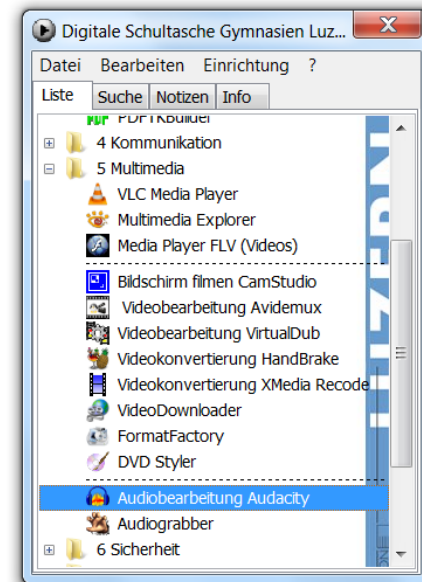 Digitale Schultasche Gymnasien Luz...
Datei Bearbeiten Einrichtung ?
Liste Suche Notizen Info
PDFTKBuilder
4 Kommunikation
5 Multimedia
VLC Media Player
Multimedia Explorer
Media Player FLV (Videos)
Bildschirm filmen CamStudio
Videobearbeitung Avidemux
Videobearbeitung VirtualDub
Videokonvertierung HandBrake
Videokonvertierung XMedia Recode
VideoDownloader
FormatFactory
DVD Styler
Audiobearbeitung Audacity
Audiograbber
6 Sicherheit